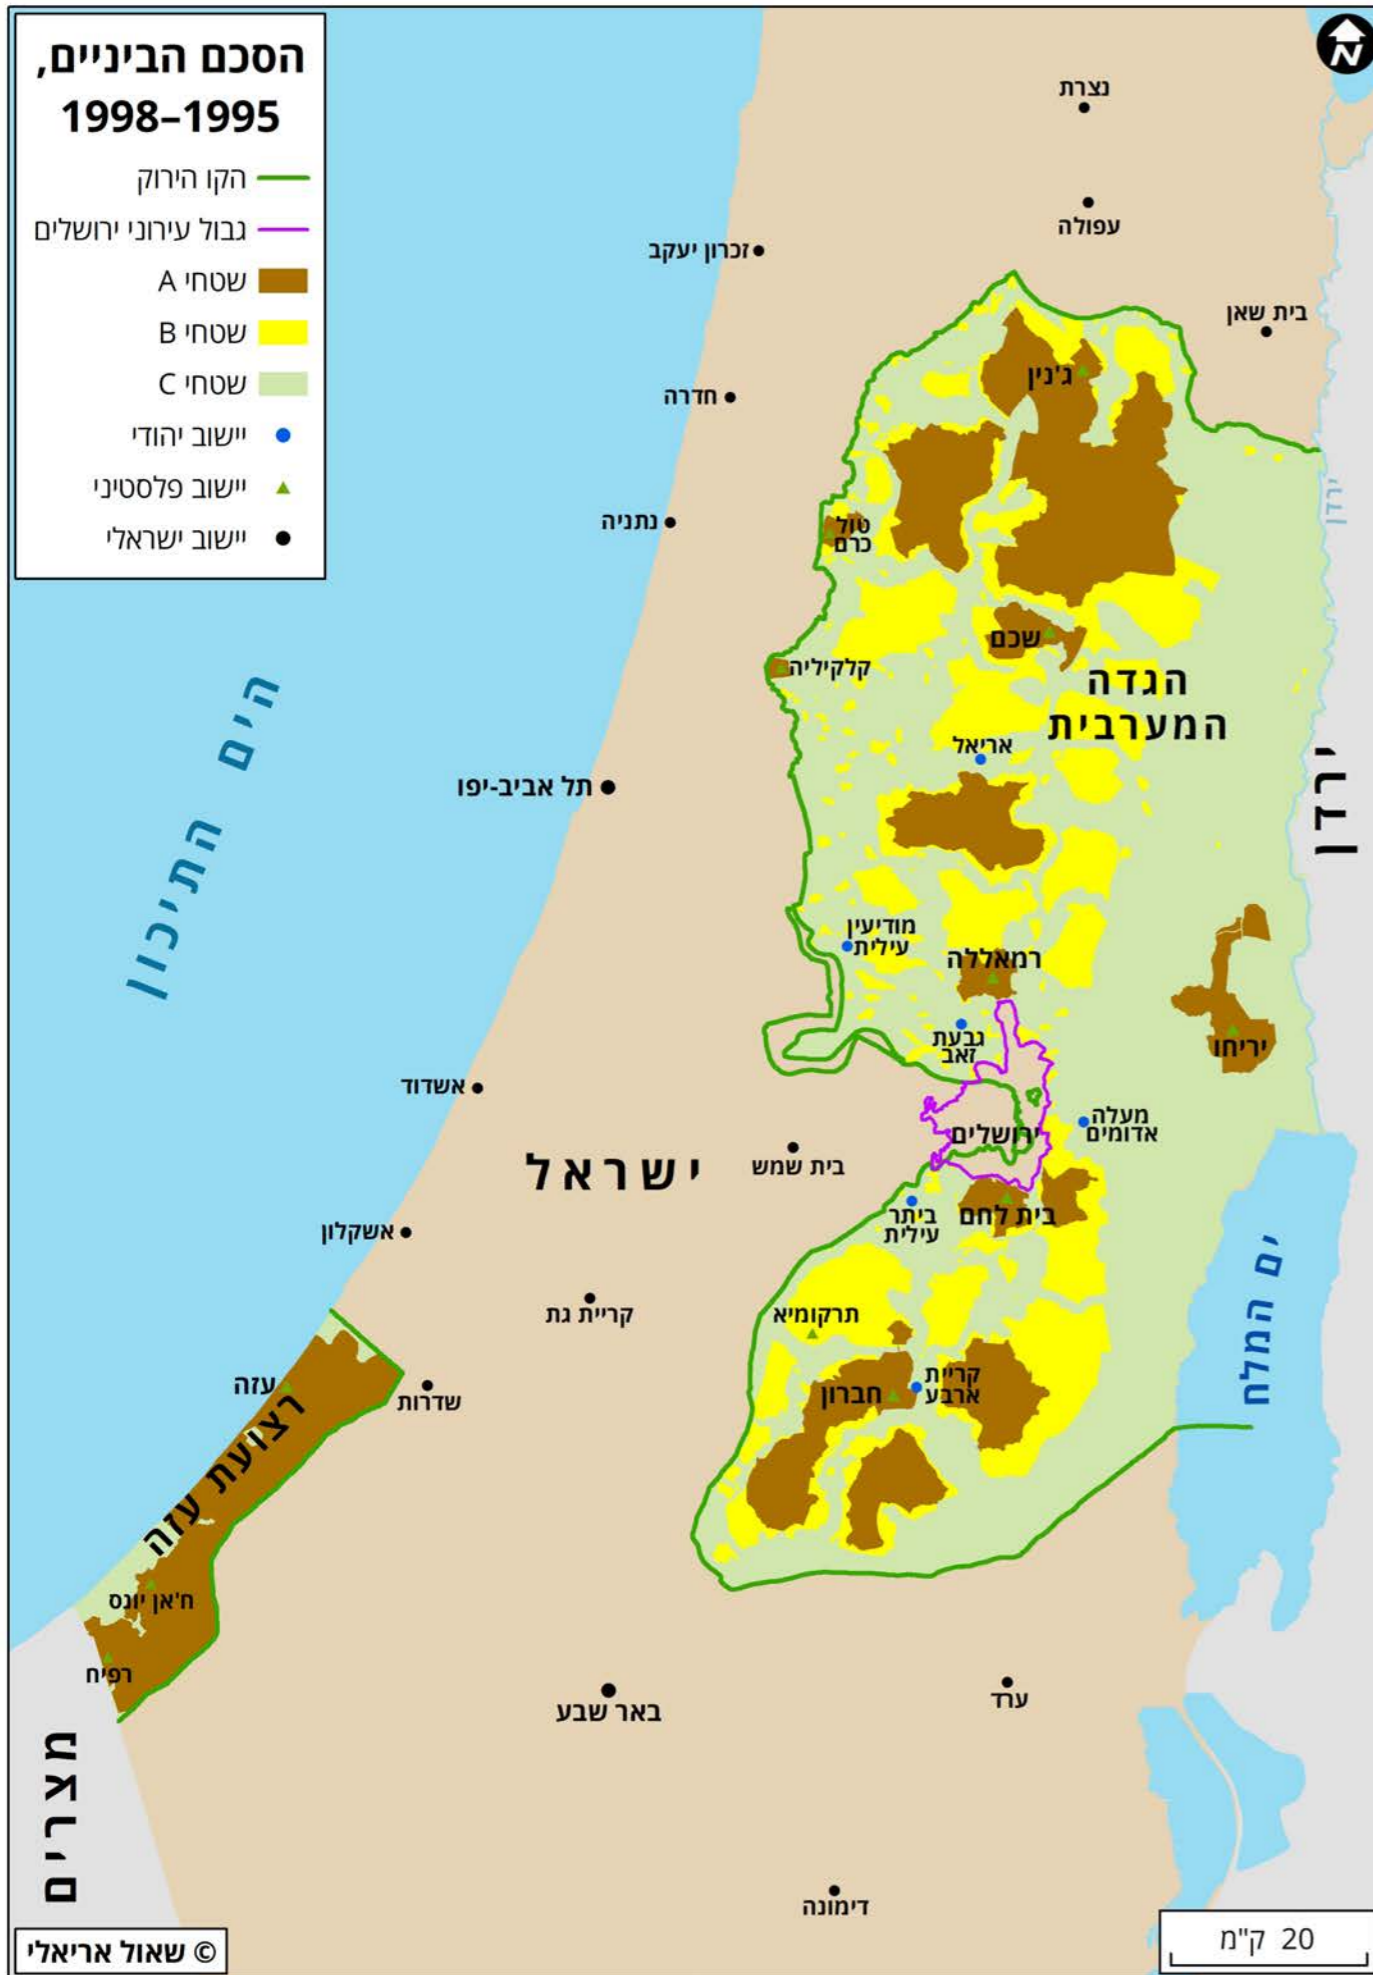 הסכם הביניים,
1998–1995
הקו הירוק
גבול עירוני ירושלים
שטחי A
שטחי B
שטחי C
יישוב יהודי
יישוב פלסטיני
יישוב ישראלי
N
נצרת
עפולה
זכרון יעקב
בית שאן
ג'נין
חדרה
ירדן
נתניה
טול
כרם
שכם
קלקיליה
הגדה
המערבית
אריאל
הים התיכון
תל אביב-יפו
ירדן
מודיעין
עילית
רמאללה
גבעת
זאב
יריחו
אשדוד
מעלה
אדומים
ירושלים
ישראל
בית שמש
בית לחם
ביתר
עילית
אשקלון
ים המלח
קריית גת
תרקומיא
עזה
שדרות
קריית
ארבע
חברון
רצועת עזה
ח'אן יונס
רפיח
באר שבע
ערד
מצרים
דימונה
© שאול אריאלי
20 ק"מ